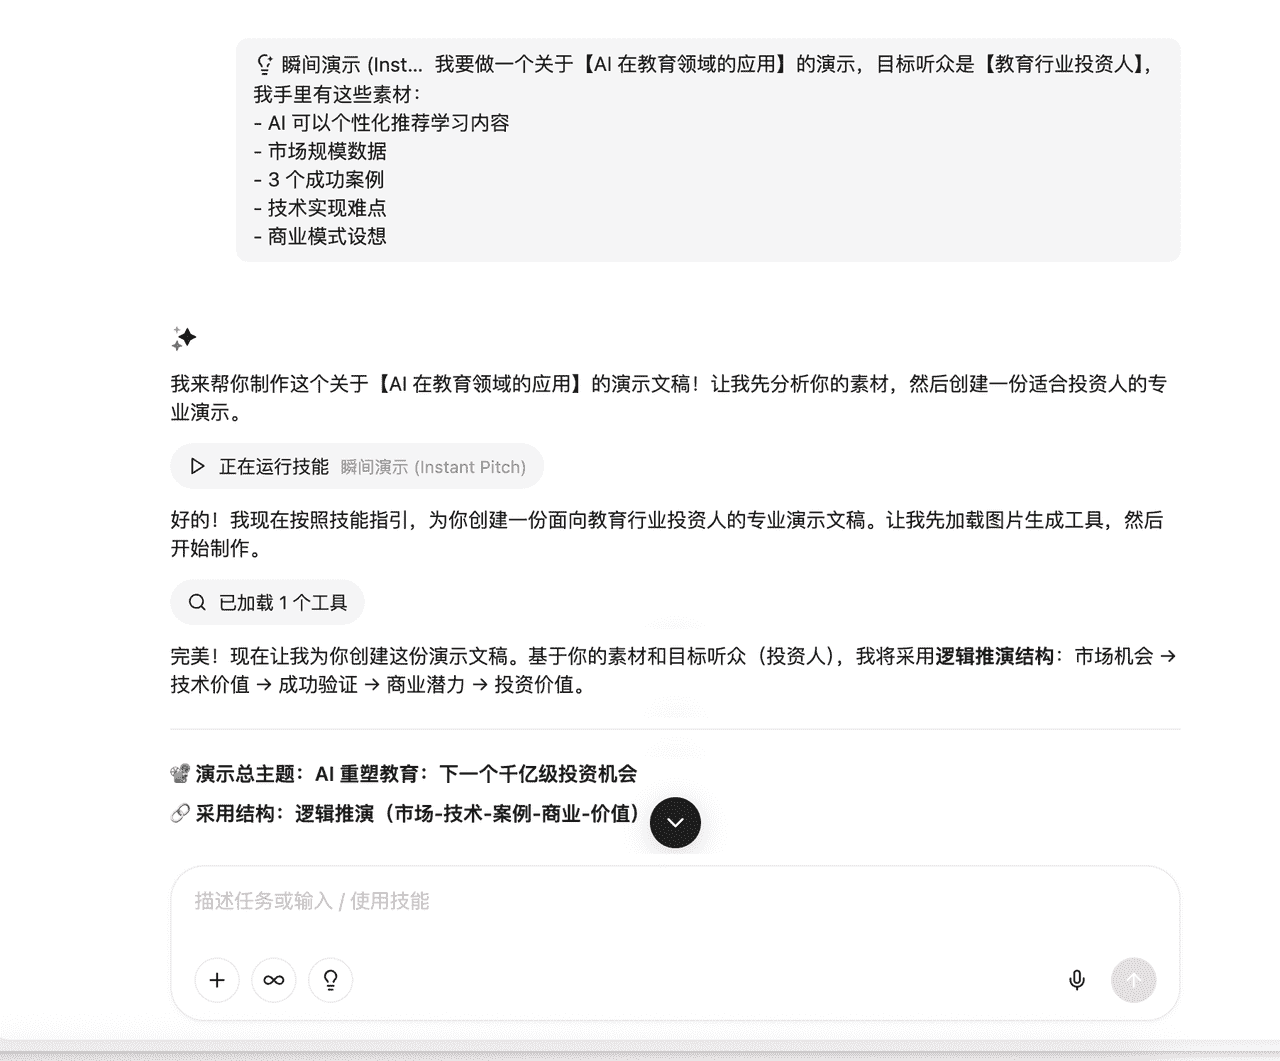 瞬间演示 (Inst... 我要做一个关于【AI 在教育领域的应用】的演示，目标听众是【教育行业投资人】，
我手里有这些素材：
- AI 可以个性化推荐学习内容
- 市场规模数据
- 3 个成功案例
- 技术实现难点
- 商业模式设想
我来帮你制作这个关于【AI 在教育领域的应用】的演示文稿！让我先分析你的素材，然后创建一份适合投资人的专
业演示。
正在运行技能 瞬间演示 (Instant Pitch)
好的！我现在按照技能指引，为你创建一份面向教育行业投资人的专业演示文稿。让我先加载图片生成工具，然后
开始制作。
已加载 1 个工具
完美！现在让我为你创建这份演示文稿。基于你的素材和目标听众（投资人），我将采用逻辑推演结构：市场机会 →
技术价值 → 成功验证 → 商业潜力 → 投资价值。
演示总主题：AI 重塑教育：下一个千亿级投资机会
采用结构：逻辑推演（市场-技术-案例-商业-价值）
描述任务或输入 / 使用技能